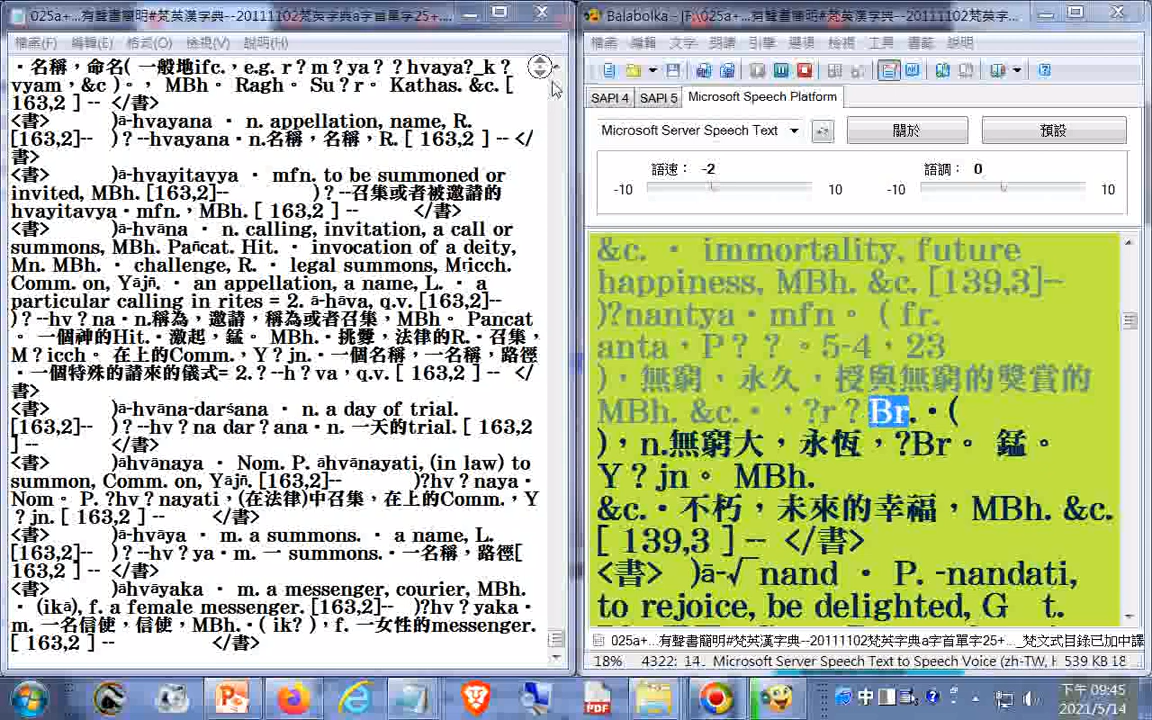 025a+...有聲書簡明#梵英漢字典--20111102梵英字典a字首單字25+...
檔案(F) 編輯(E) 格式(O) 檢視(V) 說明(H)
‧名稱，命名( 一般地ifc.，e.g. r？m？ya？？hvaya?_k？
vyam，&c )。， MBh。 Ragh。 Su？r。 Kathas. &c. [
163,2 ] -- </書>
<書> )ā-hvayana ‧ n. appellation, name, R.
[163,2]-- )？--hvayana‧n.名稱，名稱，R. [ 163,2 ] -- </
書>
<書> )ā-hvayitavya ‧ mfn. to be summoned or
invited, MBh. [163,2]-- )？--召集或者被邀請的
hvayitavya‧mfn.，MBh. [ 163,2 ] -- </書>
<書> )ā-hvāna ‧ n. calling, invitation, a call or
summons, MBh. Pañcat. Hit. ‧ invocation of a deity,
Mn. MBh. ‧ challenge, R. ‧ legal summons, Mṛicch.
Comm. on, Yājñ. ‧ an appellation, a name, L. ‧ a
particular calling in rites = 2. ā-hāva, q.v. [163,2]--
)？--hv？na‧n.稱為，邀請，稱為或者召集，MBh。 Pancat
。 一個神的Hit.‧激起，錳。 MBh.‧挑釁，法律的R.‧召集，
M？icch。 在上的Comm.，Y？jn.‧一個名稱，一名稱，路徑
‧一個特殊的請來的儀式= 2.？--h？va，q.v. [ 163,2 ] -- </
書>
<書> )ā-hvāna-darśana ‧ n. a day of trial.
[163,2]-- )？--hv？na dar？ana‧n. 一天的trial. [ 163,2
] -- </書>
<書> )āhvānaya ‧ Nom. P. āhvānayati, (in law) to
summon, Comm. on, Yājñ. [163,2]-- )?hv？naya‧
Nom。 P. ?hv？nayati，(在法律)中召集，在上的Comm.，Y
？jn. [ 163,2 ] -- </書>
<書> )ā-hvāya ‧ m. a summons. ‧ a name, L.
[163,2]-- )？--hv？ya‧m. 一 summons.‧一名稱，路徑[
163,2 ] -- </書>
<書> )āhvāyaka ‧ m. a messenger, courier, MBh.
‧ (ikā), f. a female messenger. [163,2]-- )?hv？yaka‧
m. 一名信使，信使，MBh.‧( ik？)，f. 一女性的messenger.
[ 163,2 ] -- </書>
Balabolka - [F:\025a+...有聲書簡明#梵英漢字典--20111102梵英字...
檔案 編輯 文字 朗讀 引擎 選項 檢視 工具 書籤 說明
SAPI 4 SAPI 5 Microsoft Speech Platform
Microsoft Server Speech Text 關於 預設
語速： -2 語調： 0
-10 10 -10 10
&c. ‧ immortality, future
happiness, MBh. &c. [139,3]--
)?nantya‧mfn。 ( fr.
anta，P？？。5-4，23
)，無窮，永久，授與無窮的獎賞的
MBh. &c.‧，?r？Br.‧(
)，n.無窮大，永恆，?Br。 錳。
Y？jn。 MBh.
&c.‧不朽，未來的幸福，MBh. &c.
[ 139,3 ] -- </書>
<書> )ā-√nand ‧ P. -nandati,
to rejoice, be delighted, G t.
025a+...有聲書簡明#梵英漢字典--20111102梵英字典a字首單字25+..._梵文式目錄已加中譯
18% 4322: 14. Microsoft Server Speech Text to Speech Voice (zh-TW, H 539 KB 18
中
下午 09:45
2021/5/14